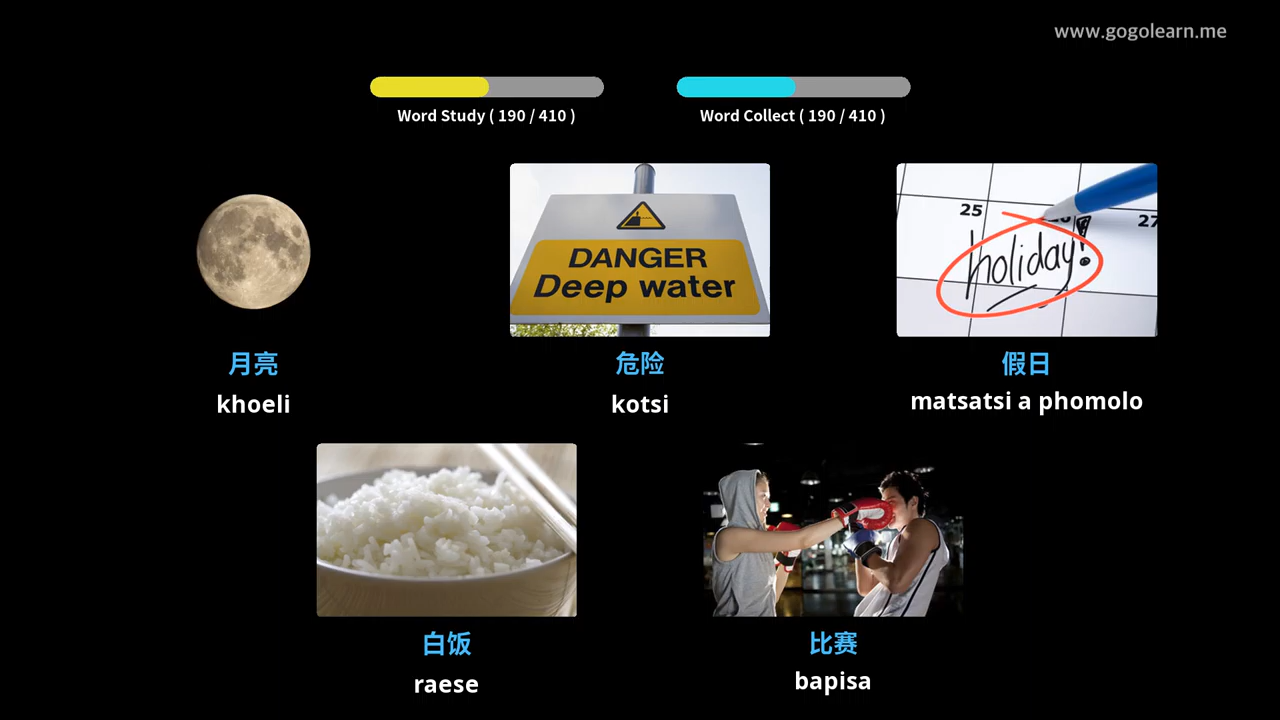 www.gogolearn.me
Word Study ( 190 / 410 )
Word Collect ( 190 / 410 )
DANGER
Deep water
25
27
holiday!
月亮
危险
假日
khoeli
kotsi
matsatsi a phomolo
白饭
比赛
raese
bapisa